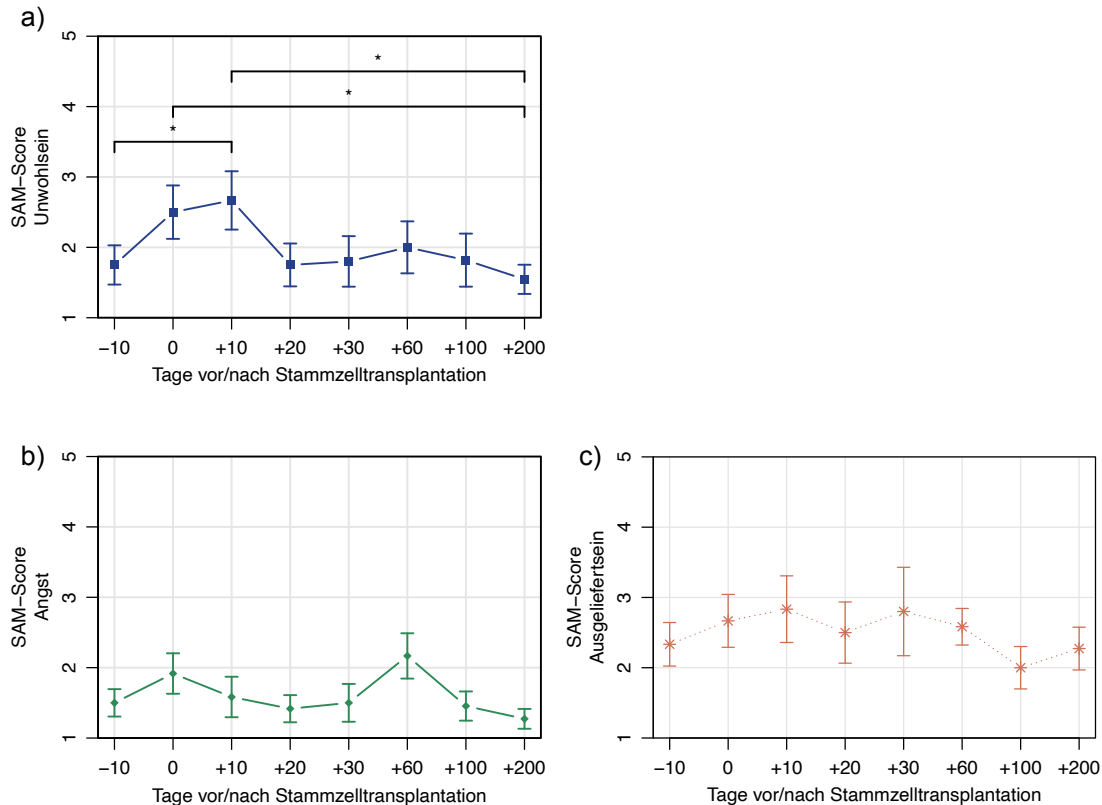 a)
SAM−Score
Unwohlsein
5
4
3
2
1
*
*
*
−10 0 +10 +20 +30 +60 +100 +200
Tage vor/nach Stammzelltransplantation
b)
SAM−Score
Angst
5
4
3
2
1
−10 0 +10 +20 +30 +60 +100 +200
Tage vor/nach Stammzelltransplantation
c)
SAM−Score
Ausgeliefertsein
5
4
3
2
1
−10 0 +10 +20 +30 +60 +100 +200
Tage vor/nach Stammzelltransplantation